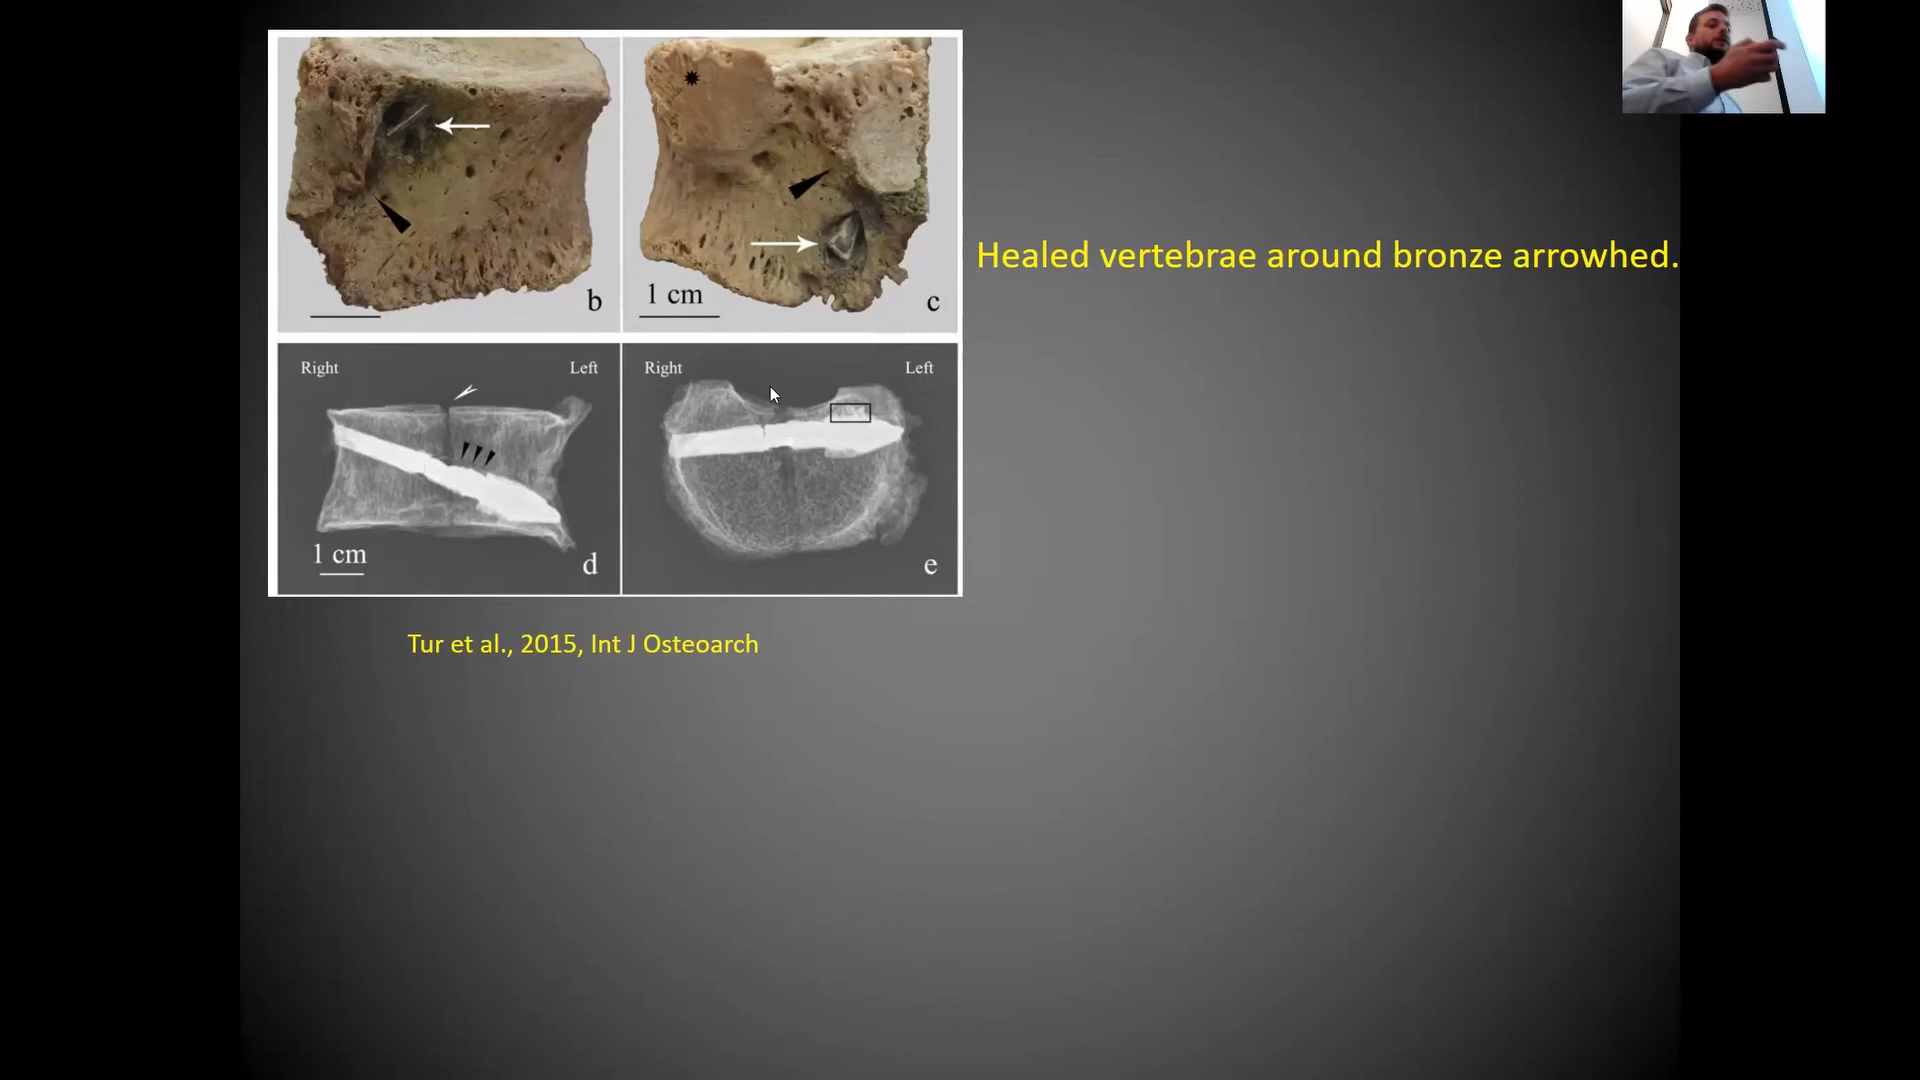 b
1 cm
c
Healed vertebrae around bronze arrowhed.
Right
Left
Right
Left
1 cm
d
e
Tur et al., 2015, Int J Osteoarch